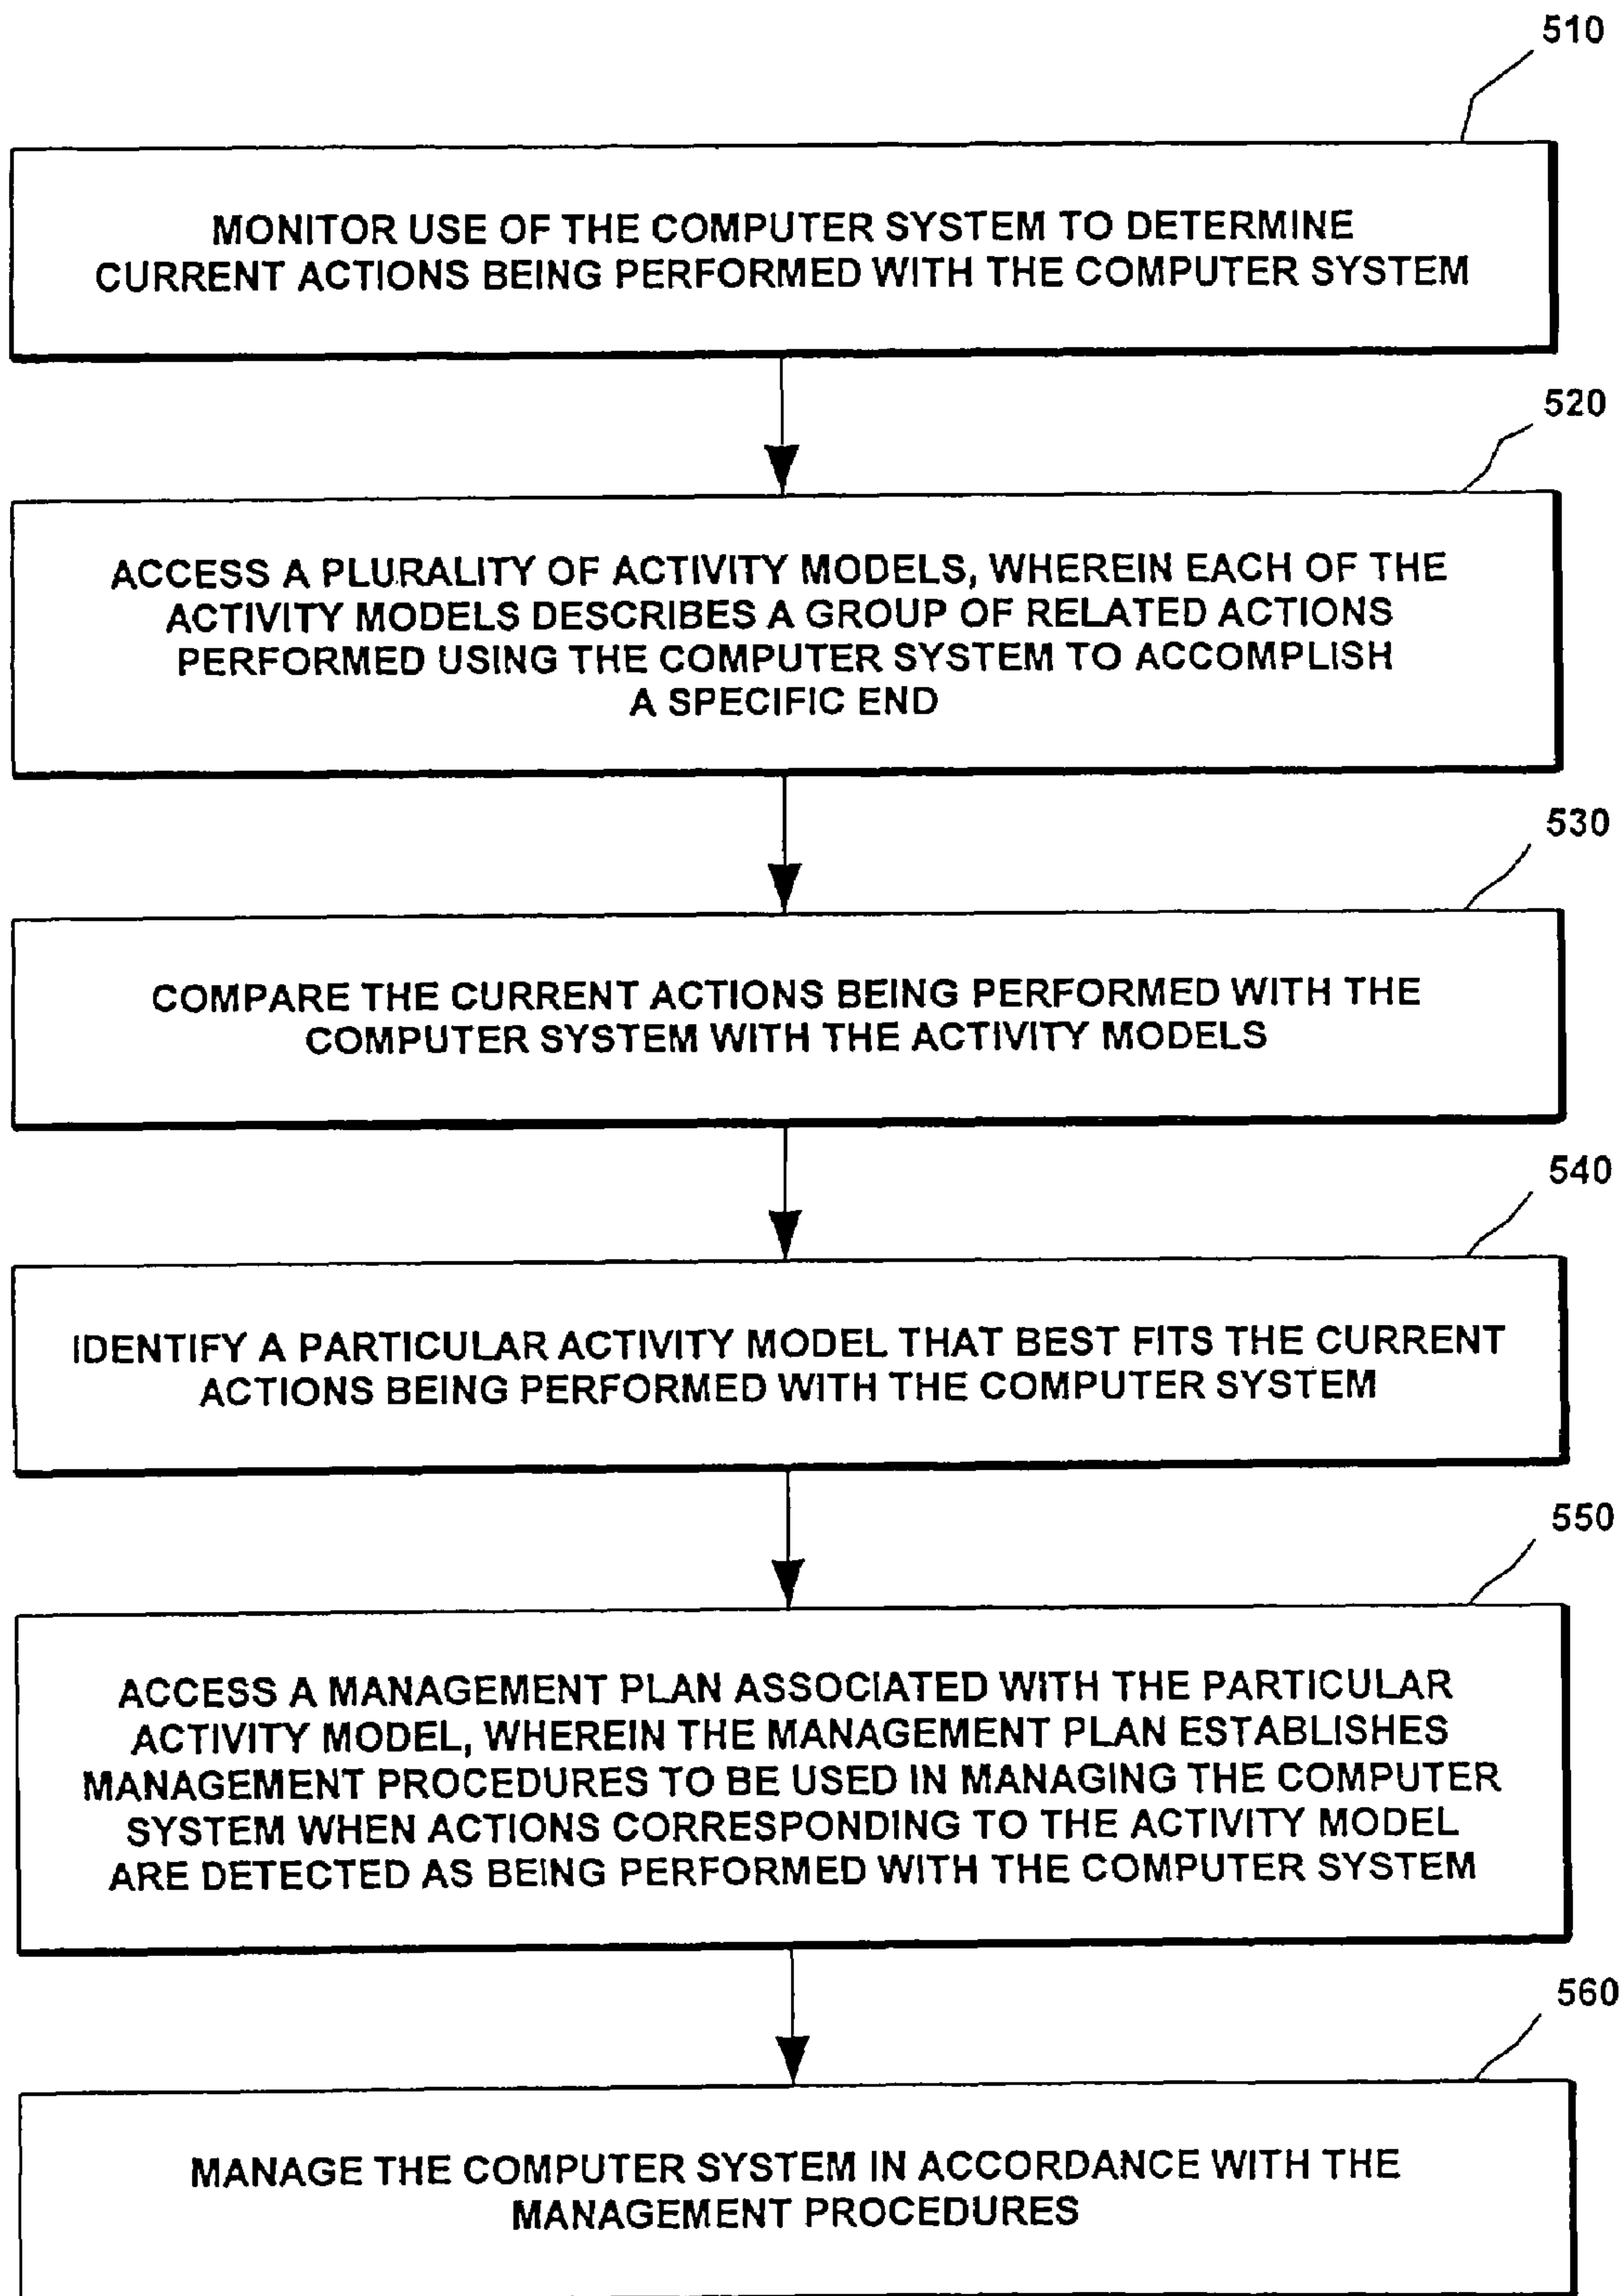 510
MONITOR USE OF THE COMPUTER SYSTEM TO DETERMINE
CURRENT ACTIONS BEING PERFORMED WITH THE COMPUTER SYSTEM
520
ACCESS A PLURALITY OF ACTIVITY MODELS, WHEREIN EACH OF THE
ACTIVITY MODELS DESCRIBES A GROUP OF RELATED ACTIONS
PERFORMED USING THE COMPUTER SYSTEM TO ACCOMPLISH
A SPECIFIC END
530
COMPARE THE CURRENT ACTIONS BEING PERFORMED WITH THE
COMPUTER SYSTEM WITH THE ACTIVITY MODELS
540
IDENTIFY A PARTICULAR ACTIVITY MODEL THAT BEST FITS THE CURRENT
ACTIONS BEING PERFORMED WITH THE COMPUTER SYSTEM
550
ACCESS A MANAGEMENT PLAN ASSOCIATED WITH THE PARTICULAR
ACTIVITY MODEL, WHEREIN THE MANAGEMENT PLAN ESTABLISHES
MANAGEMENT PROCEDURES TO BE USED IN MANAGING THE COMPUTER
SYSTEM WHEN ACTIONS CORRESPONDING TO THE ACTIVITY MODEL
ARE DETECTED AS BEING PERFORMED WITH THE COMPUTER SYSTEM
560
MANAGE THE COMPUTER SYSTEM IN ACCORDANCE WITH THE
MANAGEMENT PROCEDURES